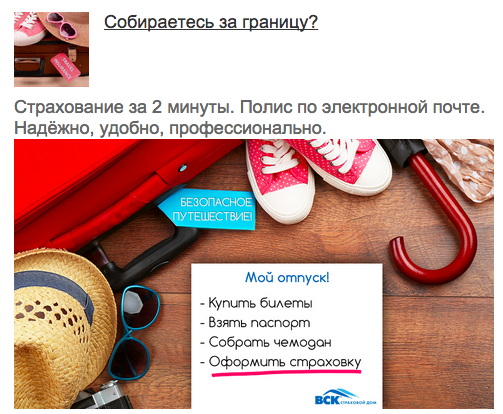 Собираетесь за границу?
Страхование за 2 минуты. Полис по электронной почте.
Надёжно, удобно, профессионально.
БЕЗОПАСНОЕ
ПУТЕШЕСТВИЕ!
Мой отпуск!
- Купить билеты
- Взять паспорт
- Собрать чемодан
- Оформить страховку
ВСК СТРАХОВОЙ ДОМ